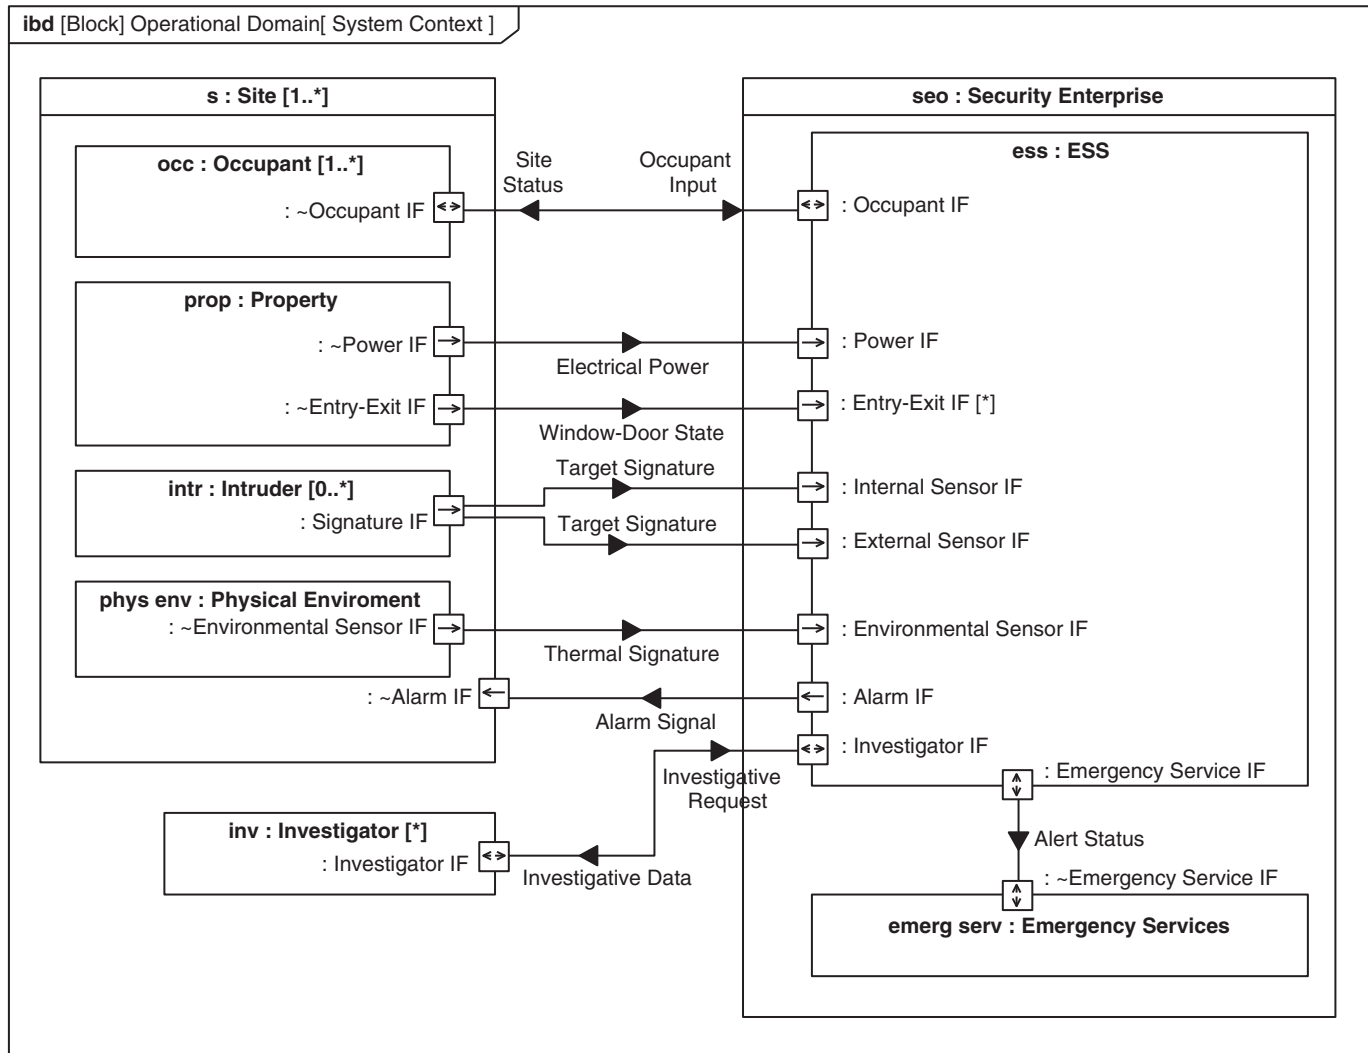 ibd [Block] Operational Domain[ System Context ]
s : Site [1..*]
occ : Occupant [1..*]
: ~Occupant IF
prop : Property
: ~Power IF
: ~Entry-Exit IF
intr : Intruder [0..*]
: Signature IF
phys env : Physical Enviroment
: ~Environmental Sensor IF
: ~Alarm IF
inv : Investigator [*]
: Investigator IF
Site
Status
Occupant
Input
Electrical Power
Window-Door State
Target Signature
Target Signature
Thermal Signature
Alarm Signal
Investigative
Request
Investigative Data
seo : Security Enterprise
ess : ESS
: Occupant IF
: Power IF
: Entry-Exit IF [*]
: Internal Sensor IF
: External Sensor IF
: Environmental Sensor IF
: Alarm IF
: Investigator IF
: Emergency Service IF
Alert Status
: ~Emergency Service IF
emerg serv : Emergency Services